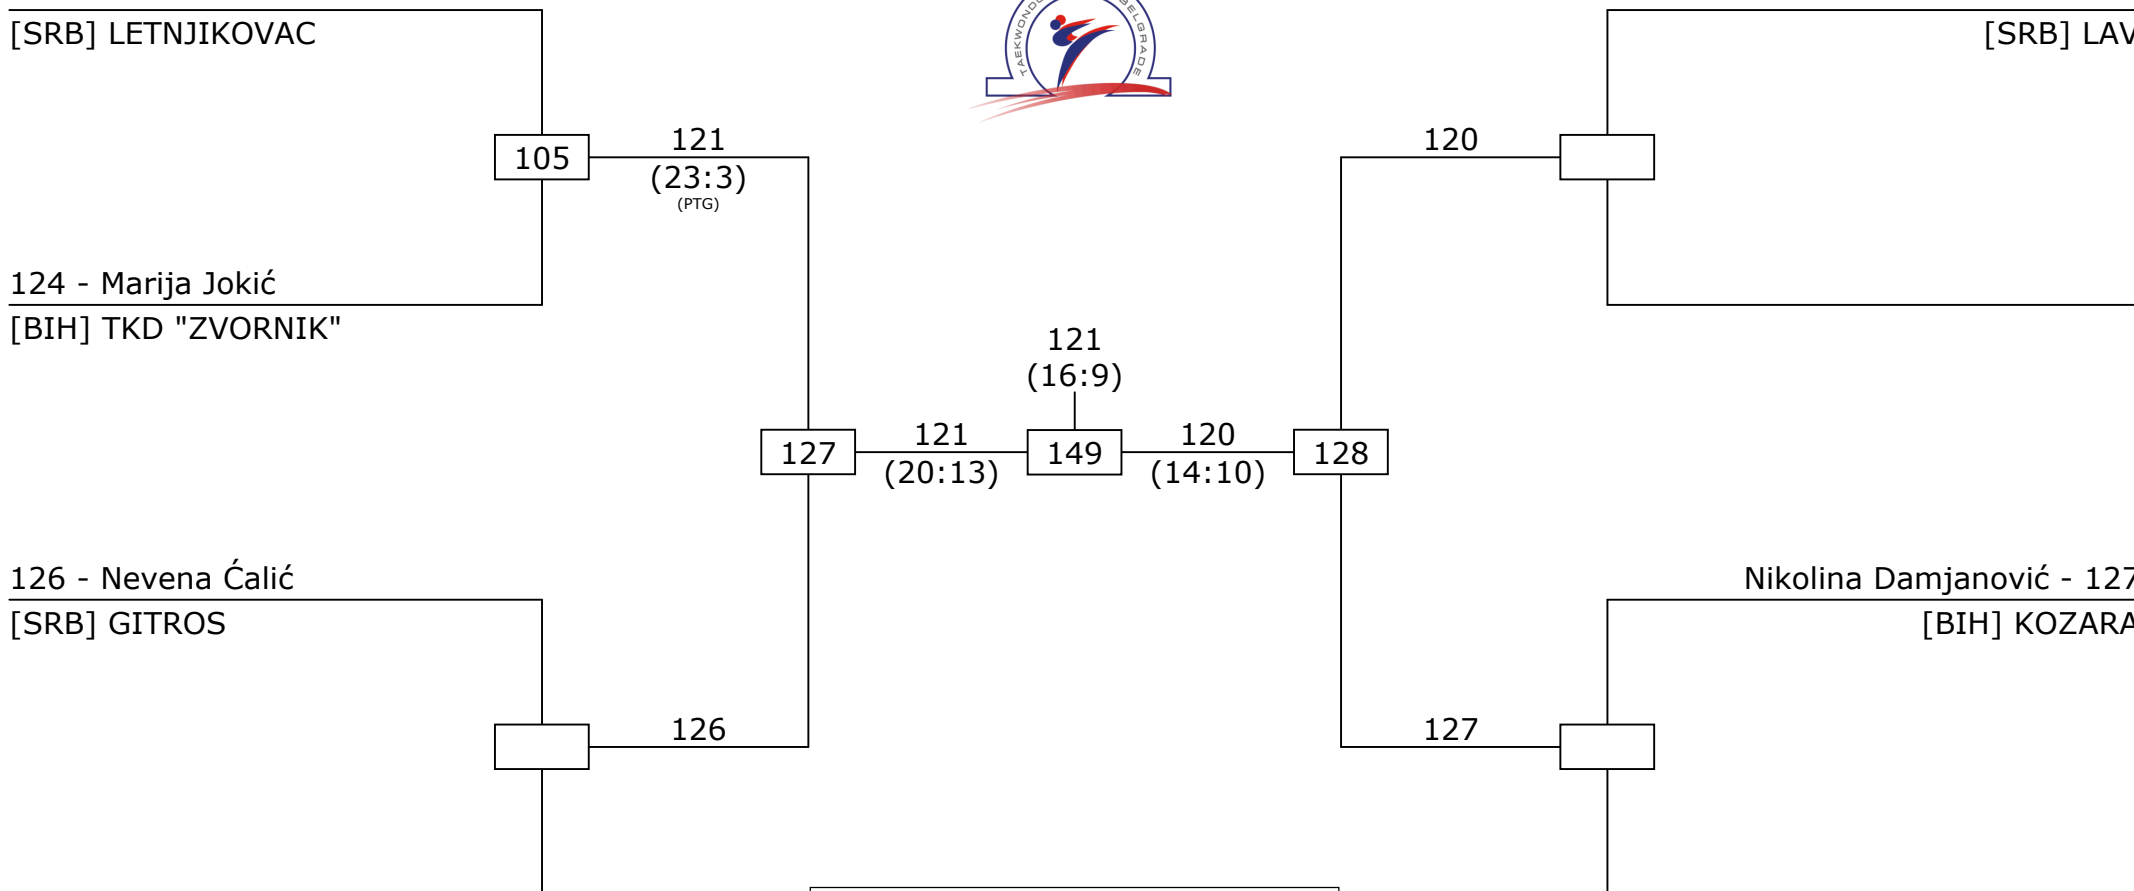 TAEKWONDO
BELGRADE
[SRB] LETNJIKOVAC
[SRB] LAV
105
121
(23:3)
(PTG)
120
124 - Marija Jokić
[BIH] TKD "ZVORNIK"
121
(16:9)
127
121
(20:13)
149
120
(14:10)
128
126 - Nevena Ćalić
[SRB] GITROS
Nikolina Damjanović - 127
[BIH] KOZARA
126
127